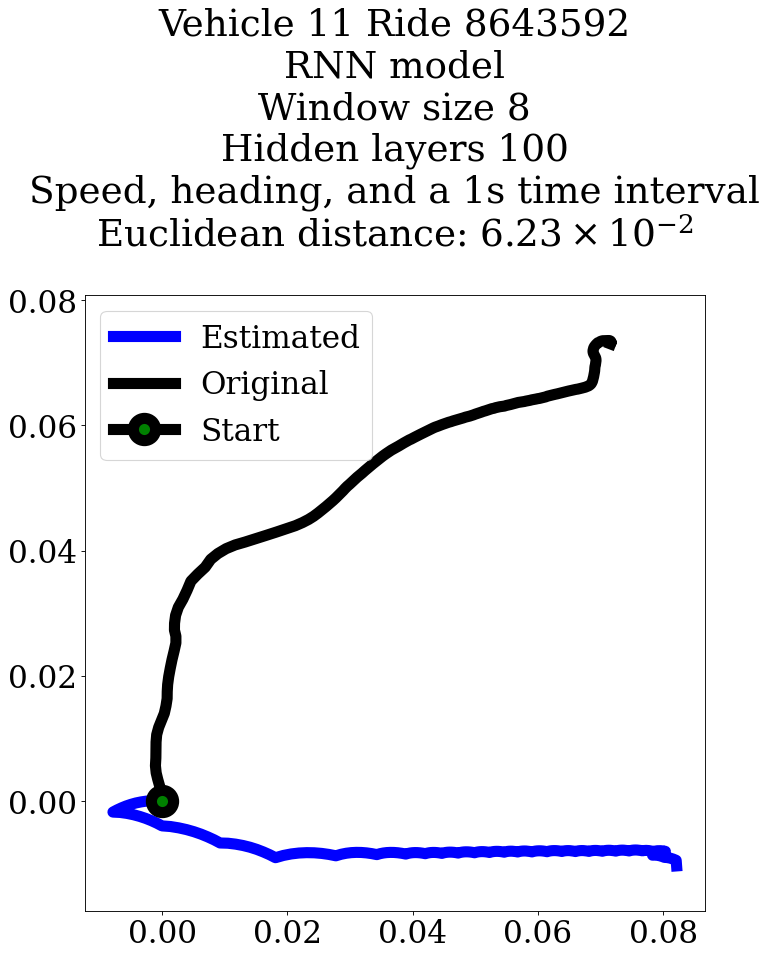 Vehicle 11 Ride 8643592
RNN model
Window size 8
Hidden layers 100
Speed, heading, and a 1s time interval
Euclidean distance: 6.23 × 10⁻²
0.08
Estimated
Original
Start
0.06
0.04
0.02
0.00
0.00 0.02 0.04 0.06 0.08